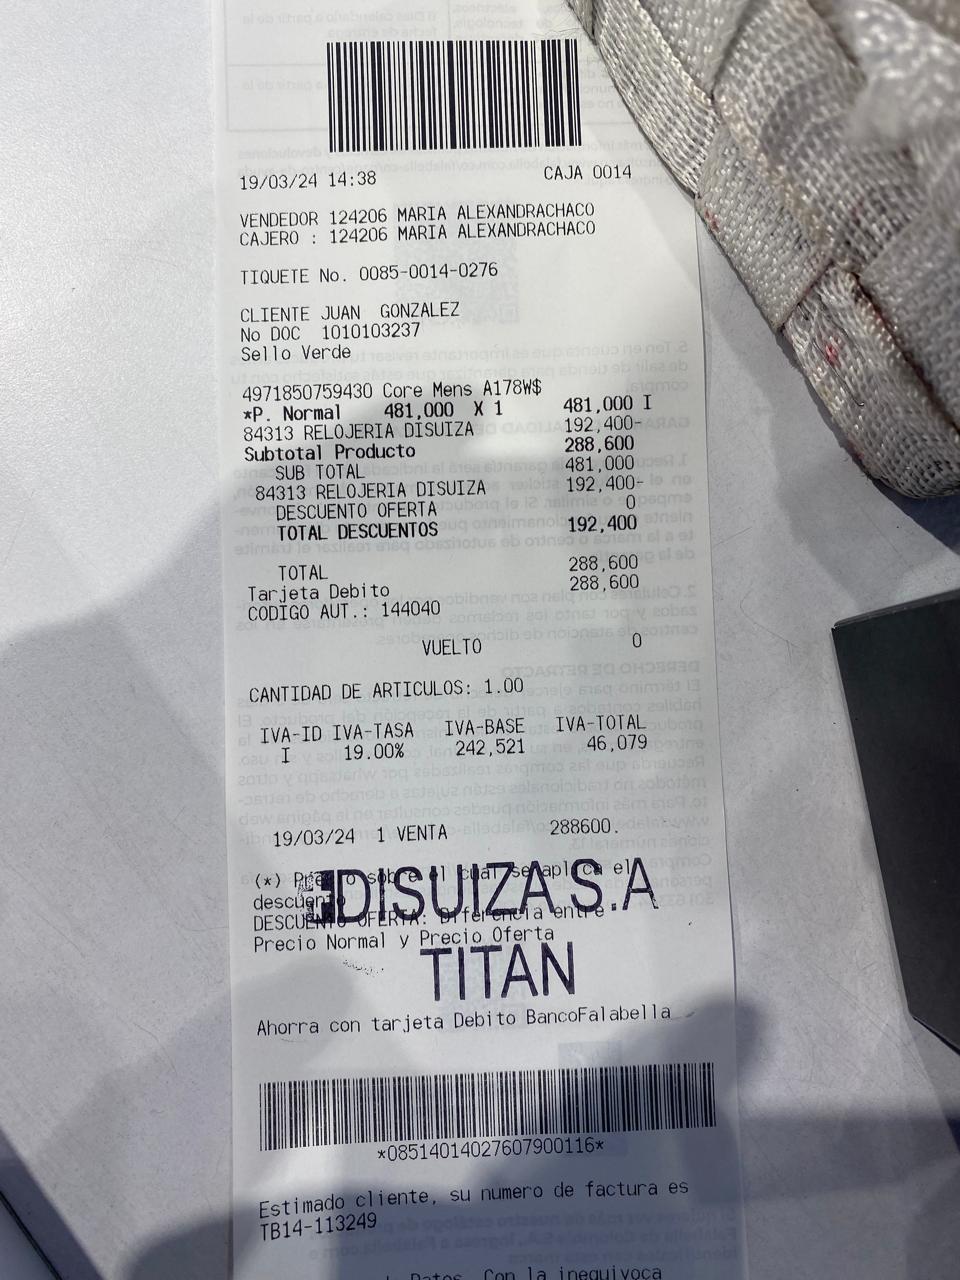 19/03/24 14:38 CAJA 0014
VENDEDOR 124206 MARIA ALEXANDRACHACO
CAJERO : 124206 MARIA ALEXANDRACHACO
TIQUETE No. 0085-0014-0276
CLIENTE JUAN GONZALEZ
No DOC 1010103237
Sello Verde
4971850759430 Core Mens A178W$
*P. Normal 481,000 X 1 481,000 I
84313 RELOJERIA DISUIZA 192,400-
Subtotal Producto 288,600
SUB TOTAL 481,000
84313 RELOJERIA DISUIZA 192,400-
DESCUENTO OFERTA 0
TOTAL DESCUENTOS 192,400
TOTAL 288,600
Tarjeta Debito 288,600
CODIGO AUT.: 144040
VUELTO 0
CANTIDAD DE ARTICULOS: 1.00
IVA-ID IVA-TASA IVA-BASE IVA-TOTAL
I 19.00% 242,521 46,079
19/03/24 1 VENTA 288600.
(*) Precio sobre el cual se aplica el
descuento
DISUIZA S.A
DESCUENTO OFERTA: Diferencia entre
Precio Normal y Precio Oferta
TITAN
Ahorra con tarjeta Debito BancoFalabella
*08514014027607900116*
Estimado cliente, su numero de factura es
TB14-113249
Datos. Con la inequivoca